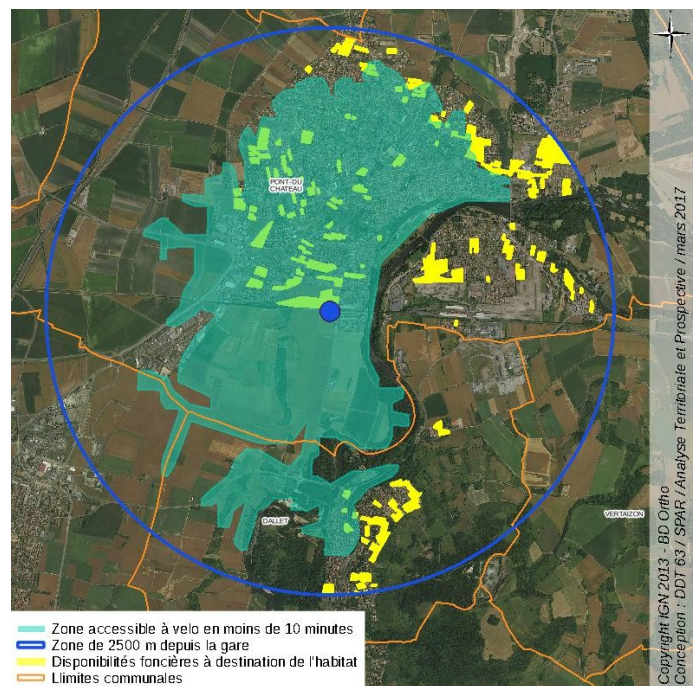 PONT-DU
CHATEAU
DALLET
VERTAIZON
Zone accessible à velo en moins de 10 minutes
Zone de 2500 m depuis la gare
Disponibilités foncières à destination de l'habitat
Llimites communales
Copyright IGN 2013 - BD Ortho
Conception : DDT 63 / SPAR / Analyse Territoriale et Prospective / mars 2017